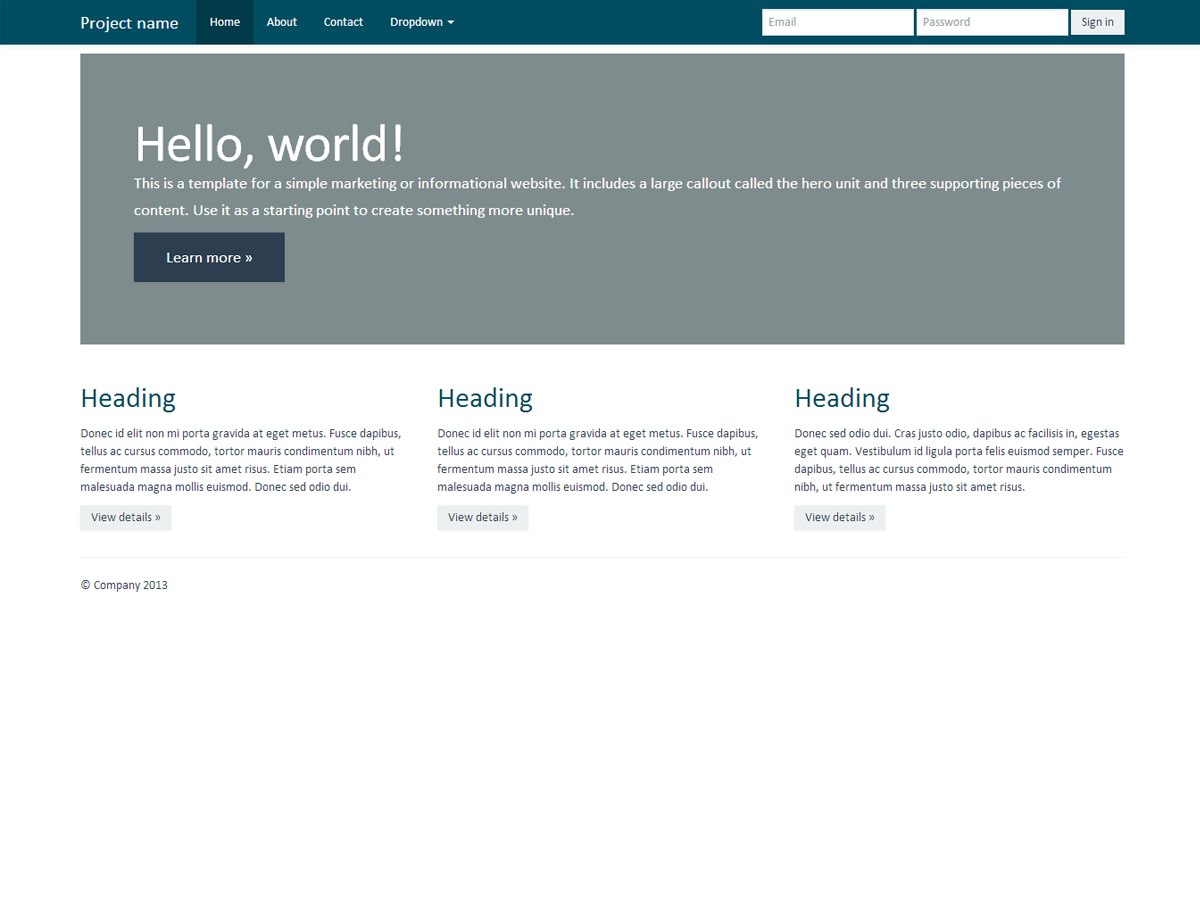 Project name Home About Contact Dropdown Email Password Sign in
Hello, world!
This is a template for a simple marketing or informational website. It includes a large callout called the hero unit and three supporting pieces of
content. Use it as a starting point to create something more unique.
Learn more »
Heading
Donec id elit non mi porta gravida at eget metus. Fusce dapibus,
tellus ac cursus commodo, tortor mauris condimentum nibh, ut
fermentum massa justo sit amet risus. Etiam porta sem
malesuada magna mollis euismod. Donec sed odio dui.
View details »
Heading
Donec id elit non mi porta gravida at eget metus. Fusce dapibus,
tellus ac cursus commodo, tortor mauris condimentum nibh, ut
fermentum massa justo sit amet risus. Etiam porta sem
malesuada magna mollis euismod. Donec sed odio dui.
View details »
Heading
Donec sed odio dui. Cras justo odio, dapibus ac facilisis in, egestas
eget quam. Vestibulum id ligula porta felis euismod semper. Fusce
dapibus, tellus ac cursus commodo, tortor mauris condimentum
nibh, ut fermentum massa justo sit amet risus.
View details »
© Company 2013